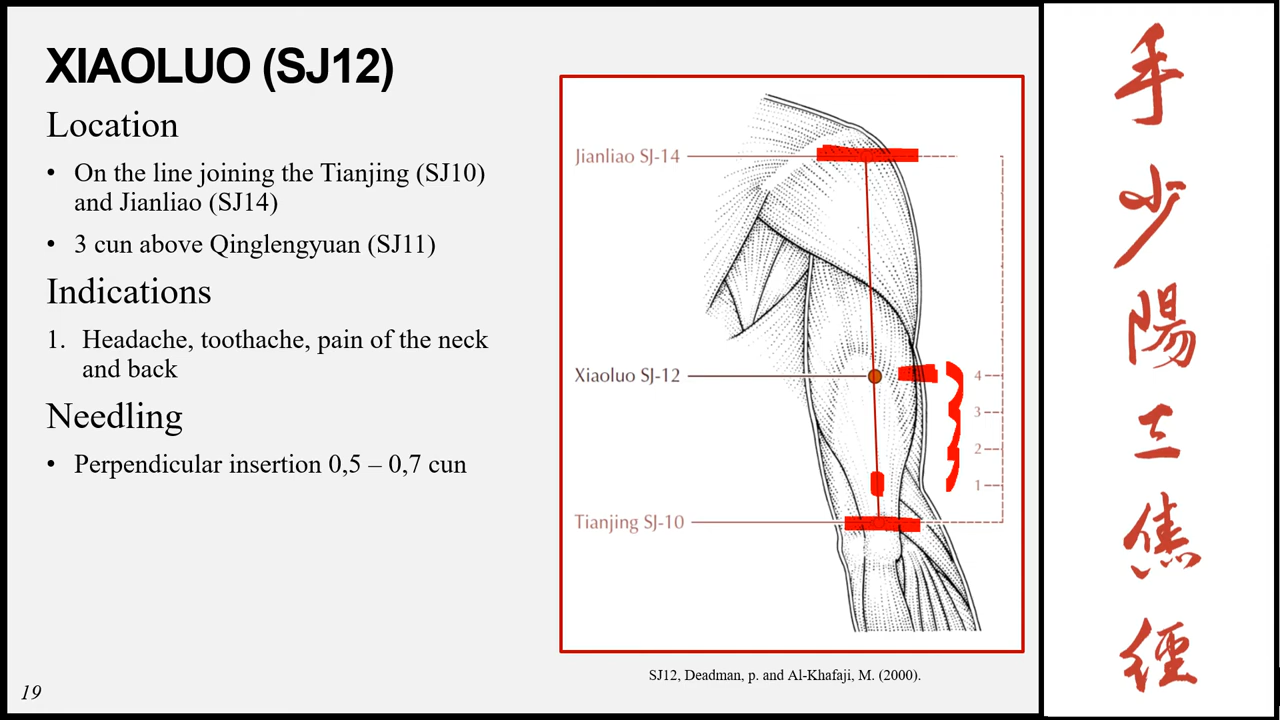 XIAOLUO (SJ12)
Location
• On the line joining the Tianjing (SJ10)
and Jianliao (SJ14)
• 3 cun above Qinglengyuan (SJ11)
Indications
1. Headache, toothache, pain of the neck
and back
Needling
• Perpendicular insertion 0,5 – 0,7 cun
19
Jianliao SJ-14
Xiaoluo SJ-12
4
3
2
1
Tianjing SJ-10
SJ12, Deadman, p. and Al-Khafaji, M. (2000).
手
少
陽
三
焦
經